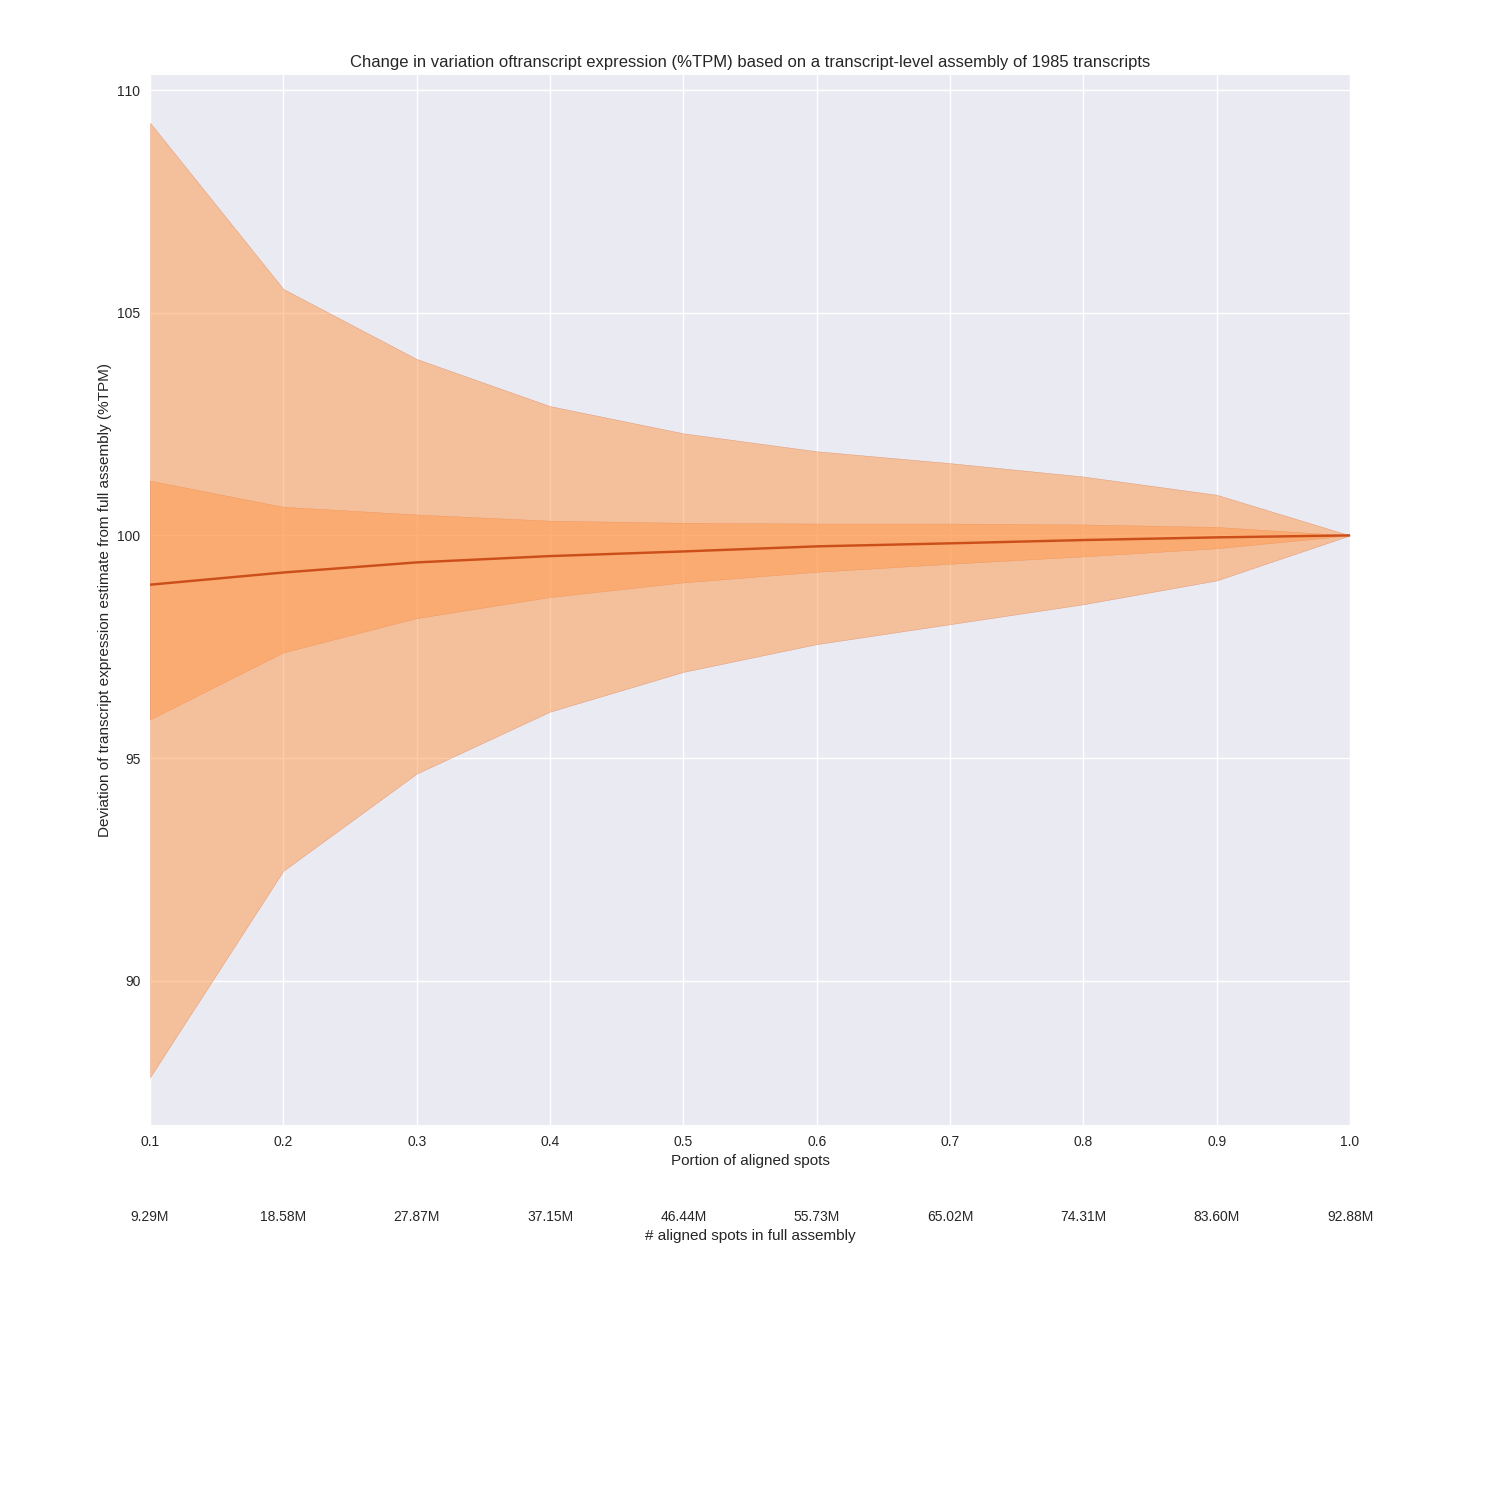 Change in variation oftranscript expression (%TPM) based on a transcript-level assembly of 1985 transcripts
Deviation of transcript expression estimate from full assembly (%TPM)
110
105
100
95
90
0.1 0.2 0.3 0.4 0.5 0.6 0.7 0.8 0.9 1.0
Portion of aligned spots
9.29M 18.58M 27.87M 37.15M 46.44M 55.73M 65.02M 74.31M 83.60M 92.88M
# aligned spots in full assembly